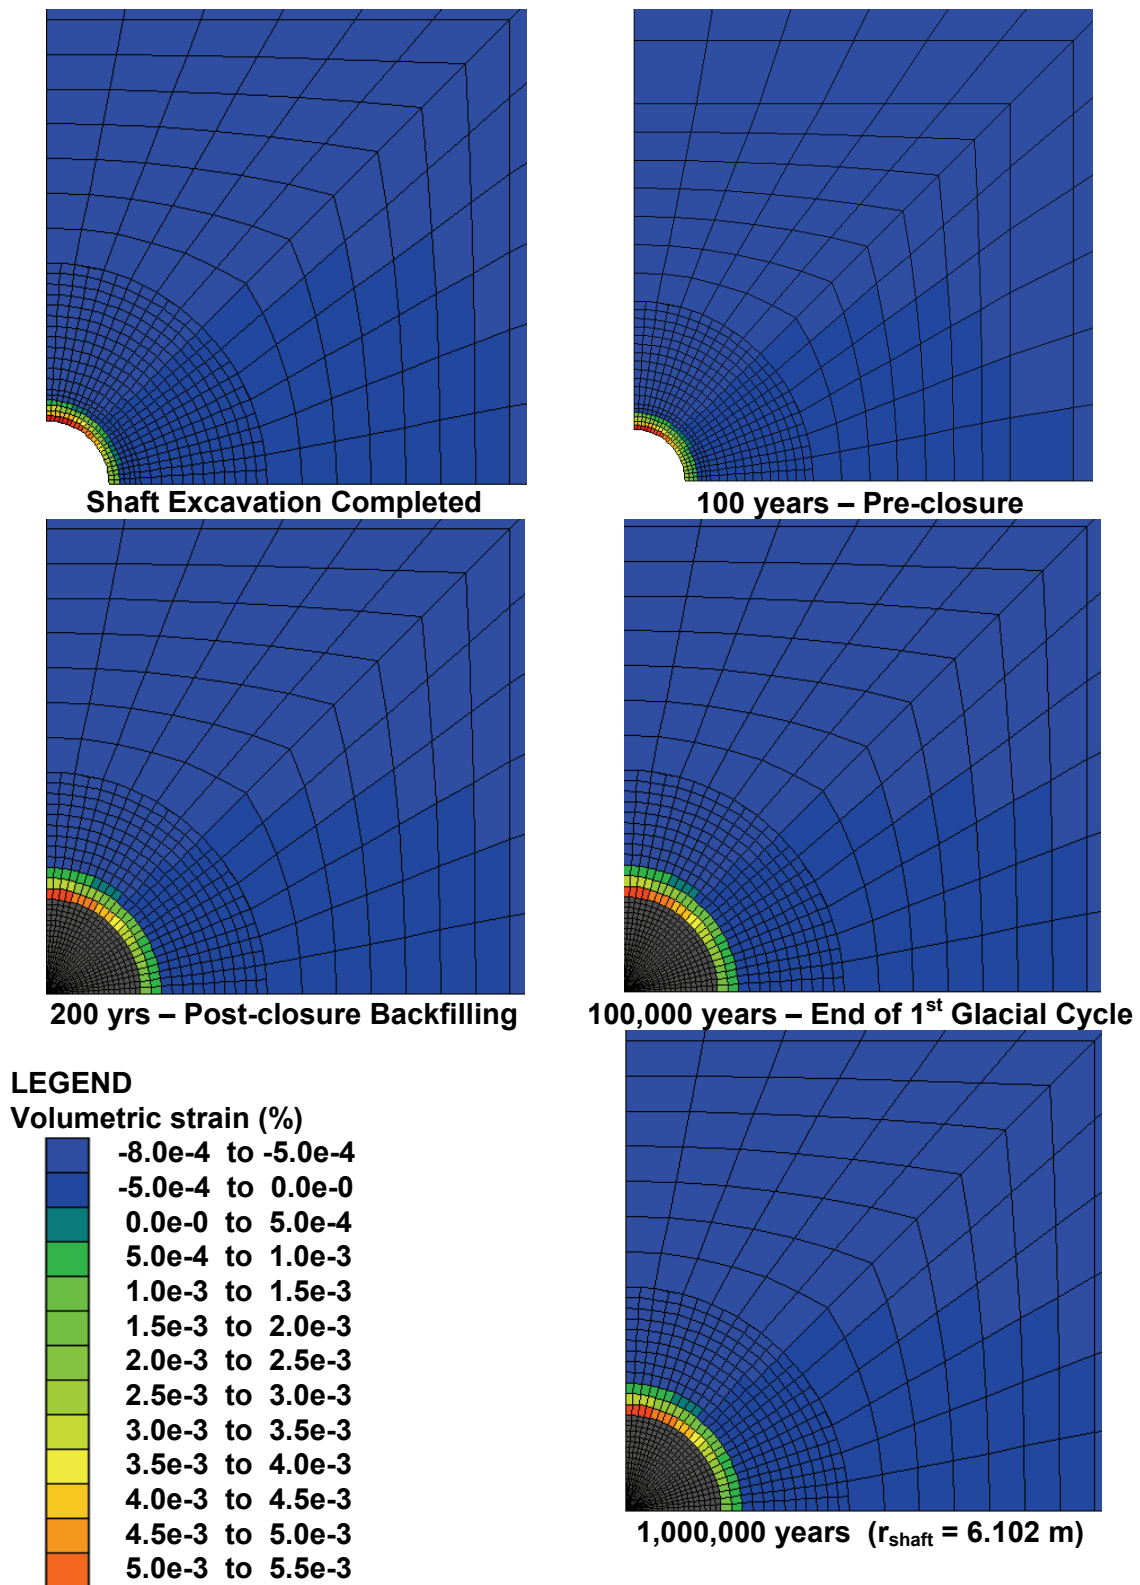 Shaft Excavation Completed
100 years – Pre-closure
200 yrs – Post-closure Backfilling
100,000 years – End of 1st Glacial Cycle
LEGEND
Volumetric strain (%)
-8.0e-4 to -5.0e-4
-5.0e-4 to 0.0e-0
0.0e-0 to 5.0e-4
5.0e-4 to 1.0e-3
1.0e-3 to 1.5e-3
1.5e-3 to 2.0e-3
2.0e-3 to 2.5e-3
2.5e-3 to 3.0e-3
3.0e-3 to 3.5e-3
3.5e-3 to 4.0e-3
4.0e-3 to 4.5e-3
4.5e-3 to 5.0e-3
5.0e-3 to 5.5e-3
1,000,000 years (rshaft = 6.102 m)